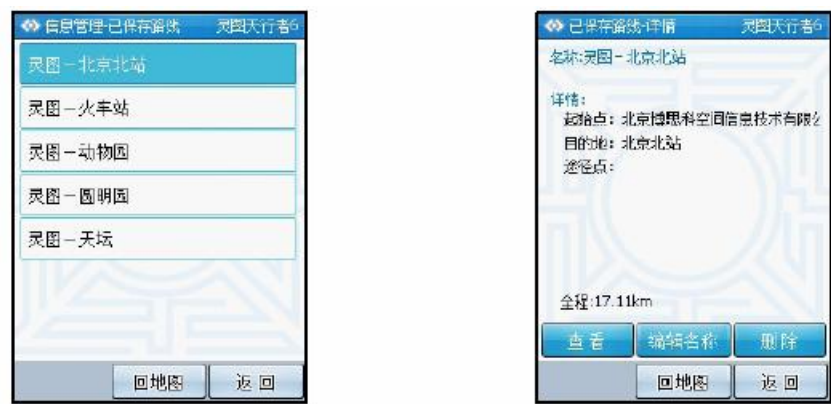 信息管理-已保存路线 灵图天行者6
灵图－北京北站
灵图－火车站
灵图－动物园
灵图－圆明园
灵图－天坛
回地图 返回
已保存路线-详情 灵图天行者6
名称:灵图－北京北站
详情:
起始点: 北京博思科空间信息技术有限公
目的地: 北京北站
途径点:
全程:17.11km
查看 编辑名称 删除
回地图 返回